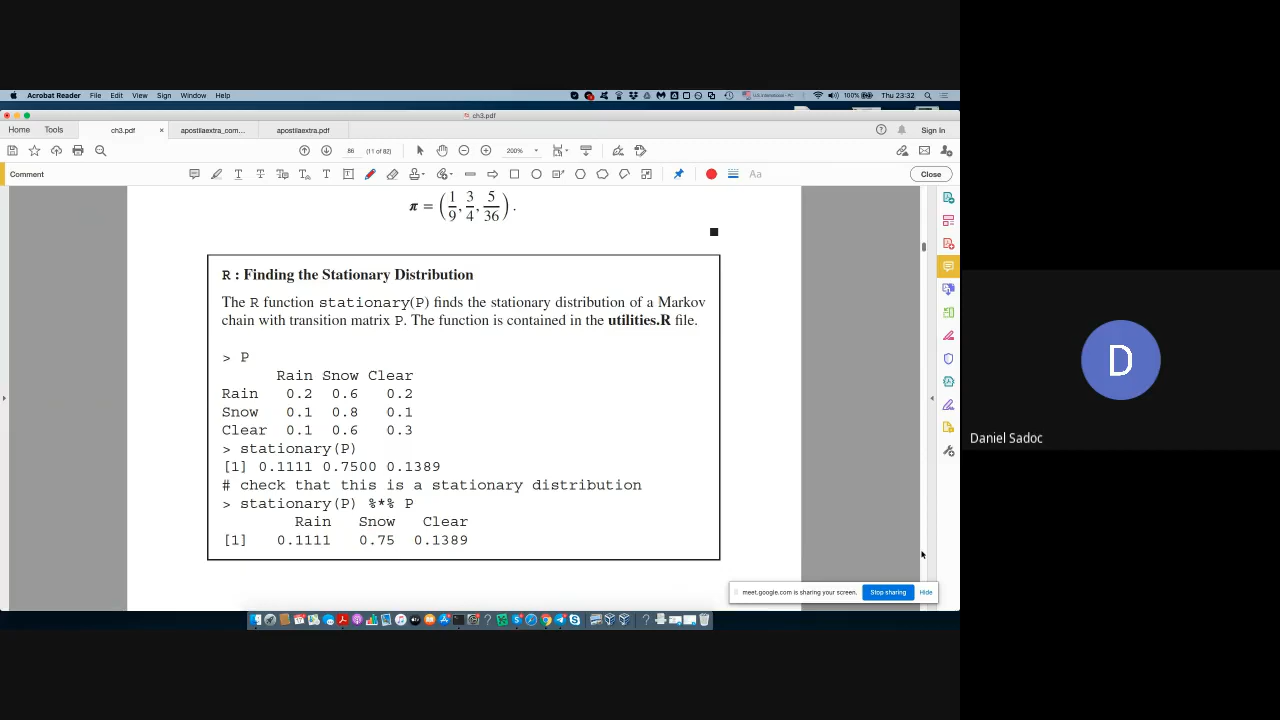 Acrobat Reader File Edit View Sign Window Help
100% Thu 23:32
ch3.pdf
Home Tools ch3.pdf × apostilaextra_com... apostilaextra.pdf Sign In
86 (11 of 82) 200%
Comment Aa Close
π = (1/9, 3/4, 5/36).
R : Finding the Stationary Distribution
The R function stationary(P) finds the stationary distribution of a Markov
chain with transition matrix P. The function is contained in the utilities.R file.
> P
Rain Snow Clear
Rain 0.2 0.6 0.2
Snow 0.1 0.8 0.1
Clear 0.1 0.6 0.3
> stationary(P)
[1] 0.1111 0.7500 0.1389
# check that this is a stationary distribution
> stationary(P) %*% P
Rain Snow Clear
[1] 0.1111 0.75 0.1389
meet.google.com is sharing your screen. Stop sharing Hide
D
Daniel Sadoc